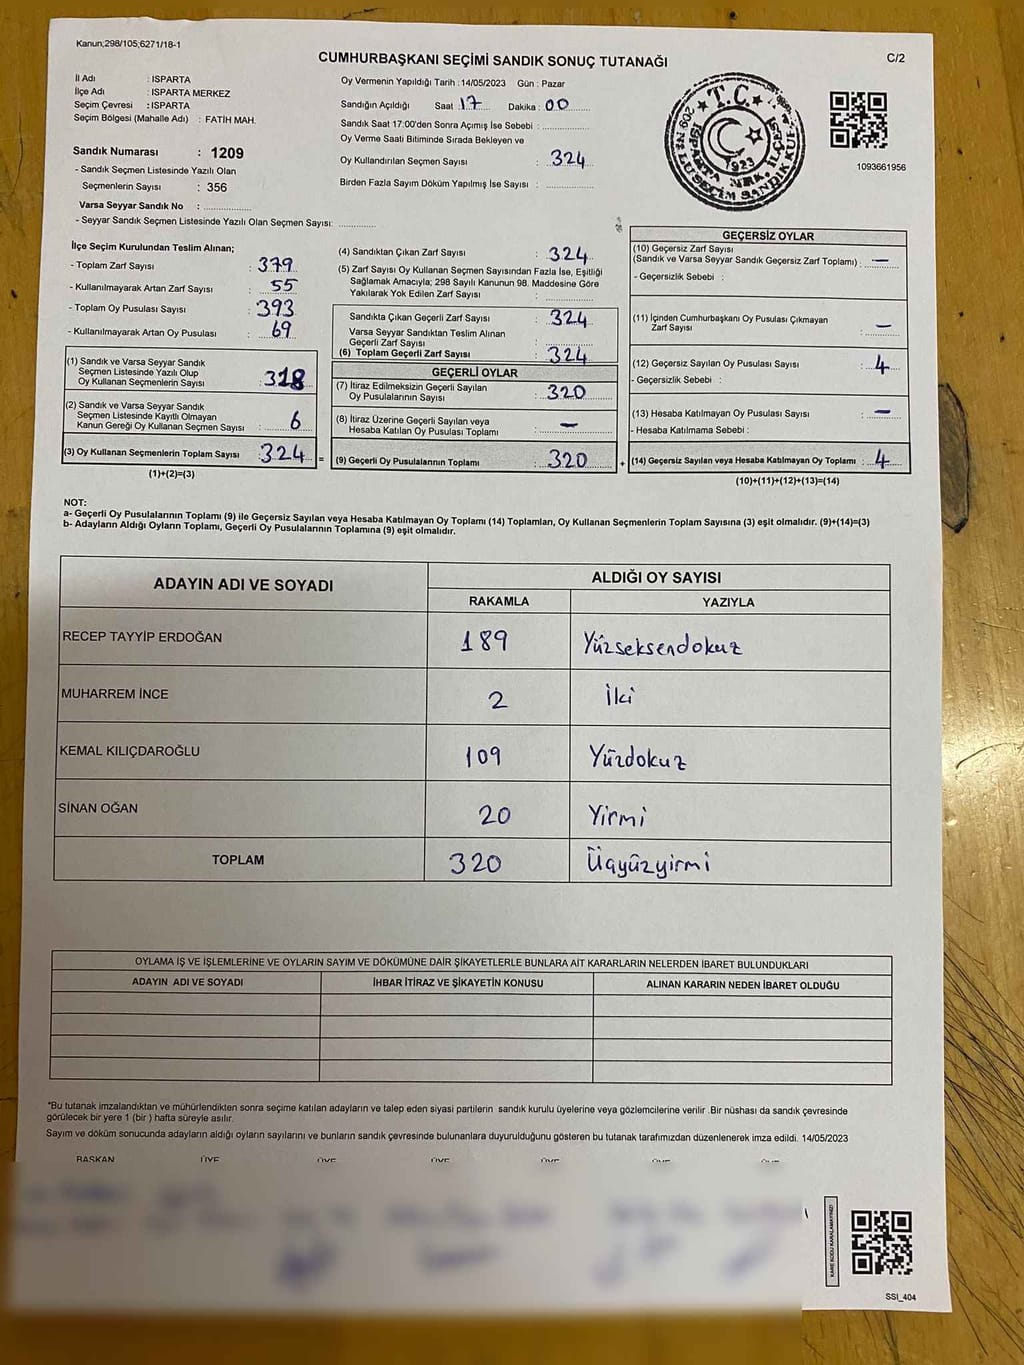 Kanun;298/105;6271/18-1
CUMHURBAŞKANI SEÇİMİ SANDIK SONUÇ TUTANAĞI
C/2
İl Adı : ISPARTA
İlçe Adı : ISPARTA MERKEZ
Seçim Çevresi : ISPARTA
Seçim Bölgesi (Mahalle Adı) : FATİH MAH.
Sandık Numarası : 1209
- Sandık Seçmen Listesinde Yazılı Olan
Seçmenlerin Sayısı : 356
Varsa Seyyar Sandık No :
- Seyyar Sandık Seçmen Listesinde Yazılı Olan Seçmen Sayısı:
Oy Vermenin Yapıldığı Tarih : 14/05/2023 Gün : Pazar
Sandığın Açıldığı Saat : 17 Dakika : 00
Sandık Saat 17:00'den Sonra Açımış İse Sebebi :
Oy Verme Saati Bitiminde Sırada Bekleyen ve
Oy Kullandırılan Seçmen Sayısı : 324
Birden Fazla Sayım Döküm Yapılmış İse Sayısı :
T.C.
1923
1093661956
İlçe Seçim Kurulundan Teslim Alınan;
- Toplam Zarf Sayısı : 379
- Kullanılmayarak Artan Zarf Sayısı : 55
- Toplam Oy Pusulası Sayısı : 393
- Kullanılmayarak Artan Oy Pusulası : 69
(1) Sandık ve Varsa Seyyar Sandık
Seçmen Listesinde Yazılı Olup
Oy Kullanan Seçmenlerin Sayısı : 318
(2) Sandık ve Varsa Seyyar Sandık
Seçmen Listesinde Kayıtlı Olmayan
Kanun Gereği Oy Kullanan Seçmen Sayısı : 6
(3) Oy Kullanan Seçmenlerin Toplam Sayısı : 324 =
(1)+(2)=(3)
(4) Sandıktan Çıkan Zarf Sayısı : 324
(5) Zarf Sayısı Oy Kullanan Seçmen Sayısından Fazla İse, Eşitliği
Sağlamak Amacıyla; 298 Sayılı Kanunun 98. Maddesine Göre
Yakılarak Yok Edilen Zarf Sayısı :
Sandıkta Çıkan Geçerli Zarf Sayısı : 324
Varsa Seyyar Sandıktan Teslim Alınan
Geçerli Zarf Sayısı :
(6) Toplam Geçerli Zarf Sayısı : 324
GEÇERLİ OYLAR
(7) İtiraz Edilmeksizin Geçerli Sayılan
Oy Pusulalarının Sayısı : 320
(8) İtiraz Üzerine Geçerli Sayılan veya
Hesaba Katılan Oy Pusulası Toplamı : —
(9) Geçerli Oy Pusulalarının Toplamı : 320 +
GEÇERSİZ OYLAR
(10) Geçersiz Zarf Sayısı
(Sandık ve Varsa Seyyar Sandık Geçersiz Zarf Toplamı) : —
- Geçersizlik Sebebi :
(11) İçinden Cumhurbaşkanı Oy Pusulası Çıkmayan
Zarf Sayısı : —
(12) Geçersiz Sayılan Oy Pusulası Sayısı : 4
- Geçersizlik Sebebi :
(13) Hesaba Katılmayan Oy Pusulası Sayısı : —
- Hesaba Katılmama Sebebi :
(14) Geçersiz Sayılan veya Hesaba Katılmayan Oy Toplamı : 4
(10)+(11)+(12)+(13)=(14)
NOT:
a- Geçerli Oy Pusulalarının Toplamı (9) ile Geçersiz Sayılan veya Hesaba Katılmayan Oy Toplamı (14) Toplamları, Oy Kullanan Seçmenlerin Toplam Sayısına (3) eşit olmalıdır. (9)+(14)=(3)
b- Adayların Aldığı Oyların Toplamı, Geçerli Oy Pusulalarının Toplamına (9) eşit olmalıdır.
ADAYIN ADI VE SOYADI ALDIĞI OY SAYISI
RAKAMLA YAZIYLA
RECEP TAYYİP ERDOĞAN 189 Yüzseksendokuz
MUHARREM İNCE 2 İki
KEMAL KILIÇDAROĞLU 109 Yüzdokuz
SİNAN OĞAN 20 Yirmi
TOPLAM 320 Üçyüzyirmi
OYLAMA İŞ VE İŞLEMLERİNE VE OYLARIN SAYIM VE DÖKÜMÜNE DAİR ŞİKAYETLERLE BUNLARA AİT KARARLARIN NELERDEN İBARET BULUNDUKLARI
ADAYIN ADI VE SOYADI İHBAR İTİRAZ VE ŞİKAYETİN KONUSU ALINAN KARARIN NEDEN İBARET OLDUĞU
*Bu tutanak imzalandıktan ve mühürlendikten sonra seçime katılan adayların ve talep eden siyasi partilerin sandık kurulu üyelerine veya gözlemcilerine verilir .Bir nüshası da sandık çevresinde
görülecek bir yere 1 (bir ) hafta süreyle asılır.
Sayım ve döküm sonucunda adayların aldığı oyların sayılarını ve bunların sandık çevresinde bulunanlara duyurulduğunu gösteren bu tutanak tarafımızdan düzenlenerek imza edildi. 14/05/2023
BAŞKAN ÜYE ÜYE ÜYE ÜYE ÜYE ÜYE
KARE KODU KARALAMAYINIZ!
SSI_404